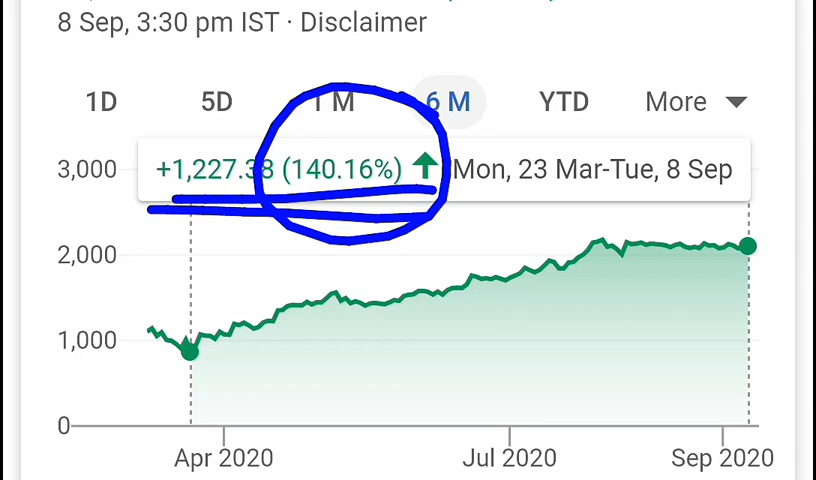 8 Sep, 3:30 pm IST · Disclaimer
1D 5D 1 M 6 M YTD More
+1,227.38 (140.16%) Mon, 23 Mar-Tue, 8 Sep
3,000
2,000
1,000
0
Apr 2020 Jul 2020 Sep 2020